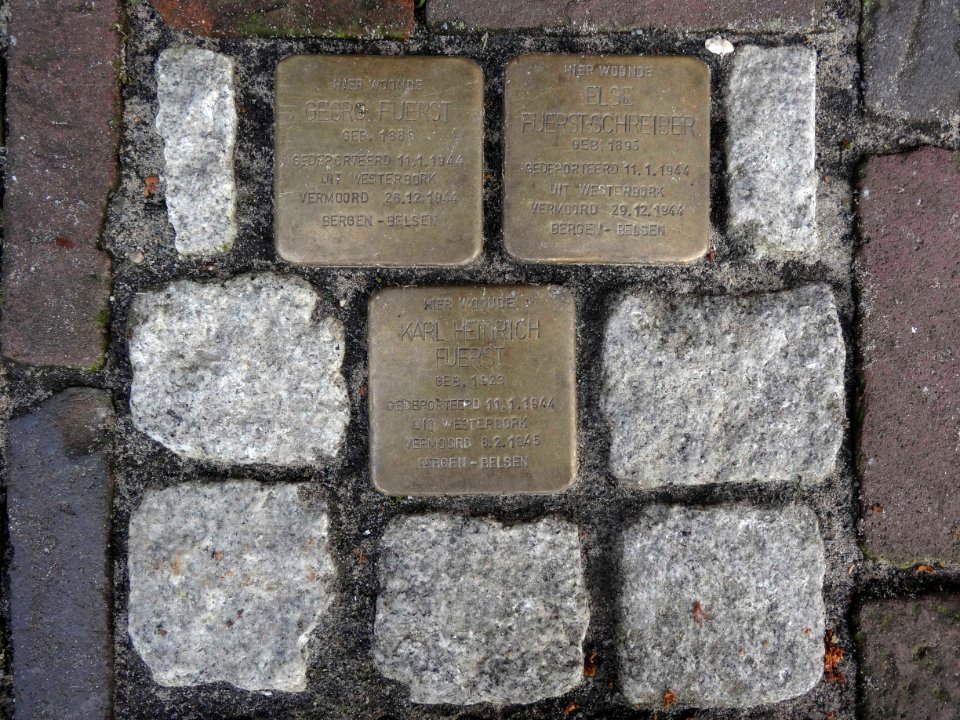 HIER WOONDE
GEORG FUERST
GEB. 1885
GEDEPORTEERD 11.1.1944
UIT WESTERBORK
VERMOORD 26.12.1944
BERGEN-BELSEN
HIER WOONDE
ELSE
FUERST-SCHREIBER
GEB. 1895
GEDEPORTEERD 11.1.1944
UIT WESTERBORK
VERMOORD 29.12.1944
BERGEN-BELSEN
HIER WOONDE
KARL HEINRICH
FUERST
GEB. 1923
GEDEPORTEERD 11.1.1944
UIT WESTERBORK
VERMOORD 8.2.1945
BERGEN-BELSEN